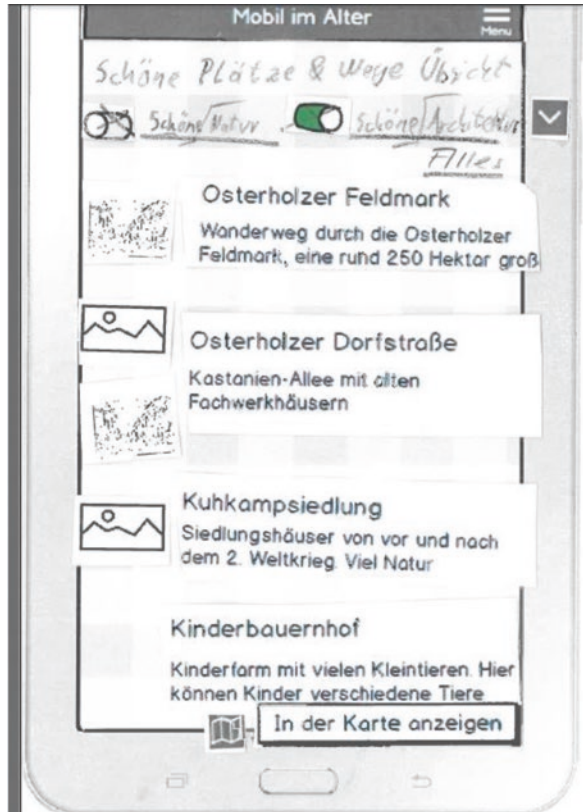 Mobil im Alter
Menu
Schöne Plätze & Wege Übsicht
Schöne Natur
Schöne Architektur
Alles
Osterholzer Feldmark
Wanderweg durch die Osterholzer
Feldmark, eine rund 250 Hektar groß
Osterholzer Dorfstraße
Kastanien-Allee mit alten
Fachwerkhäusern
Kuhkampsiedlung
Siedlungshäuser von vor und nach
dem 2. Weltkrieg. Viel Natur
Kinderbauernhof
Kinderfarm mit vielen Kleintieren. Hier
können Kinder verschiedene Tiere
In der Karte anzeigen